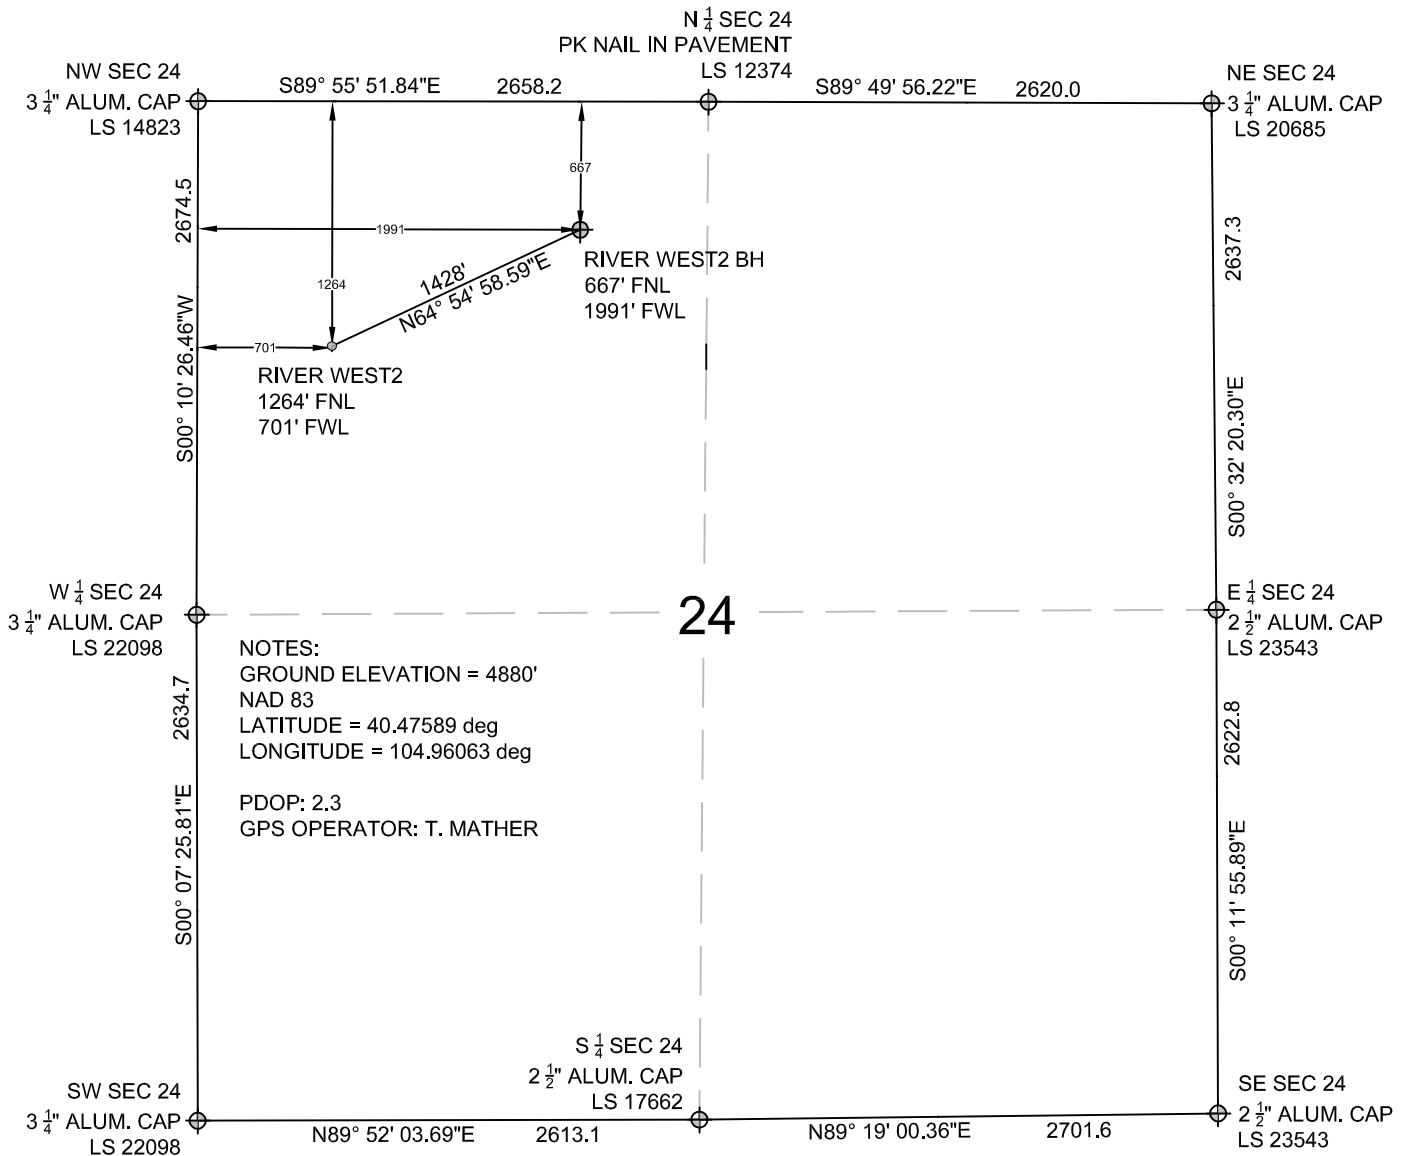 N 1/4 SEC 24
PK NAIL IN PAVEMENT
LS 12374
NW SEC 24
3 1/4" ALUM. CAP
LS 14823
S89° 55' 51.84"E 2658.2
S89° 49' 56.22"E 2620.0
NE SEC 24
3 1/4" ALUM. CAP
LS 20685
2674.5
S00° 10' 26.46"W
667
1991
1264
701
1428'
N64° 54' 58.59"E
RIVER WEST2 BH
667' FNL
1991' FWL
RIVER WEST2
1264' FNL
701' FWL
2637.3
S00° 32' 20.30"E
W 1/4 SEC 24
3 1/4" ALUM. CAP
LS 22098
24
E 1/4 SEC 24
2 1/2" ALUM. CAP
LS 23543
NOTES:
GROUND ELEVATION = 4880'
NAD 83
LATITUDE = 40.47589 deg
LONGITUDE = 104.96063 deg
PDOP: 2.3
GPS OPERATOR: T. MATHER
2634.7
S00° 07' 25.81"E
2622.8
S00° 11' 55.89"E
S 1/4 SEC 24
2 1/2" ALUM. CAP
LS 17662
SW SEC 24
3 1/4" ALUM. CAP
LS 22098
N89° 52' 03.69"E 2613.1
N89° 19' 00.36"E 2701.6
SE SEC 24
2 1/2" ALUM. CAP
LS 23543